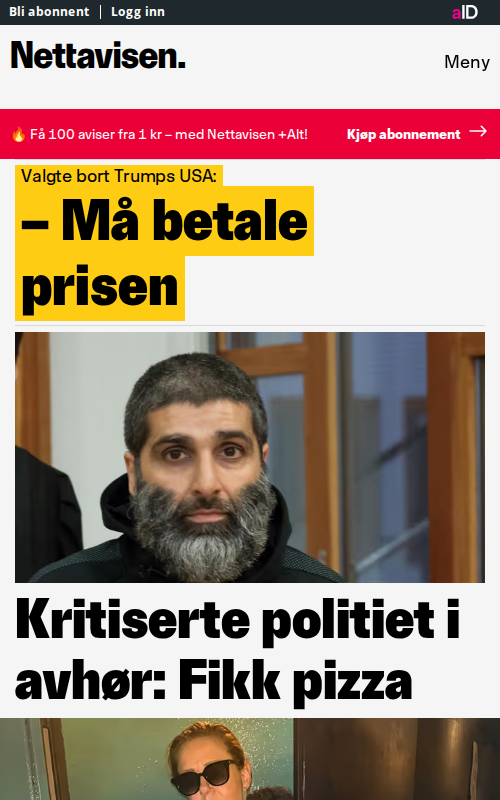 Bli abonnent | Logg inn
aID
Nettavisen.
Meny
🔥 Få 100 aviser fra 1 kr – med Nettavisen +Alt!
Kjøp abonnement →
Valgte bort Trumps USA:
– Må betale
prisen
Kritiserte politiet i
avhør: Fikk pizza